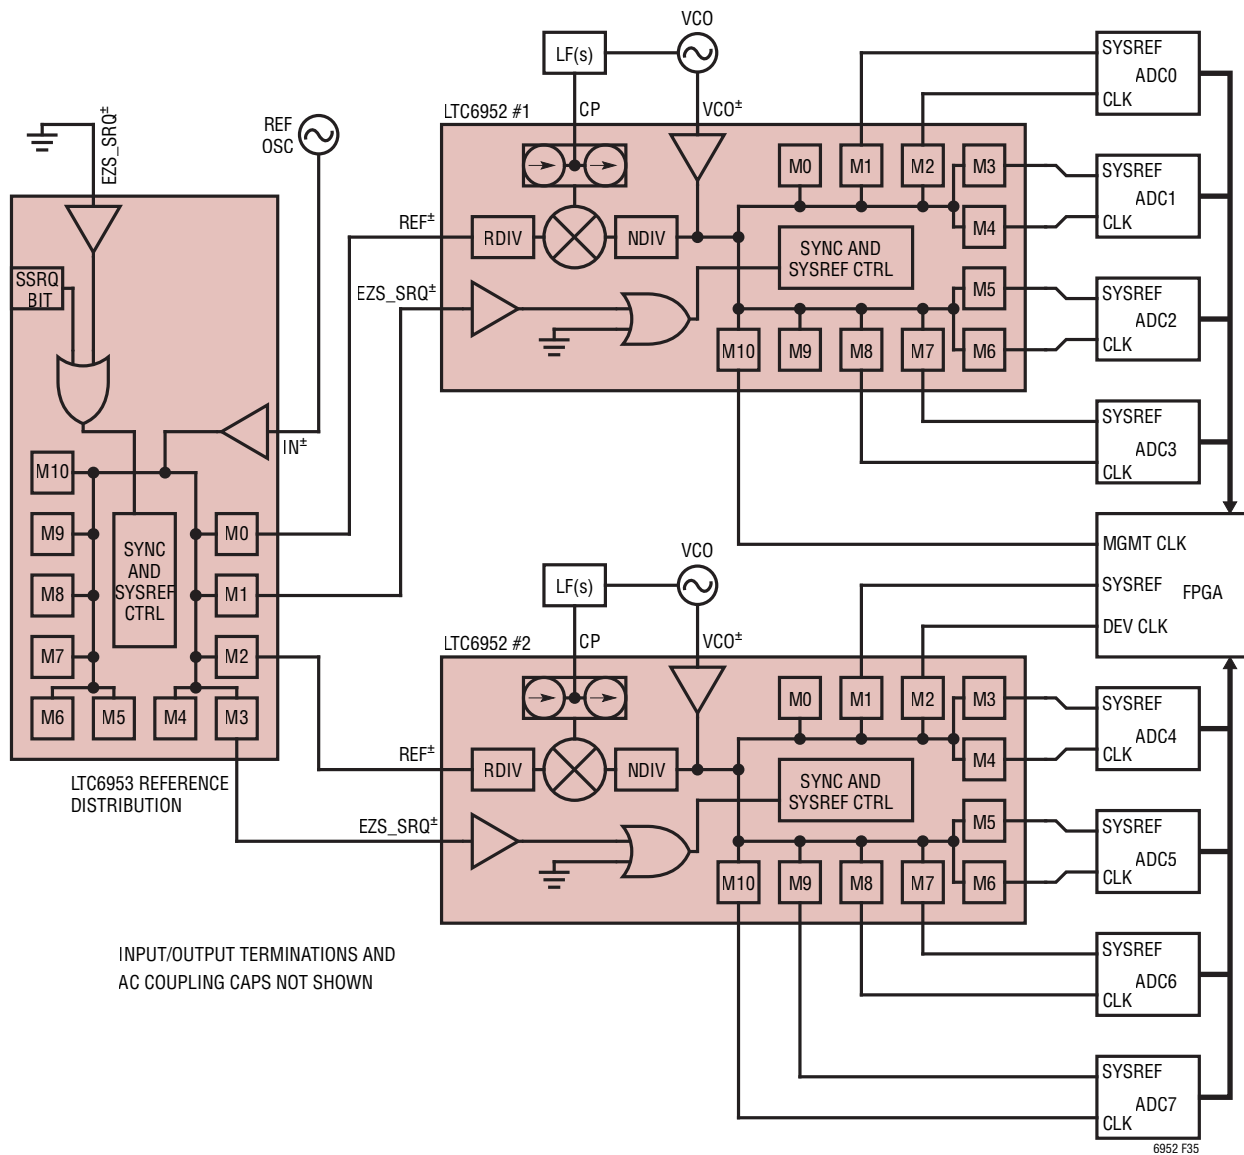 VCO
LF(s)
CP
VCO±
LTC6952 #1
EZS_SRQ±
REF
OSC
SYSREF
ADC0
CLK
M0
M1
M2
M3
M4
SYSREF
ADC1
CLK
REF±
RDIV
NDIV
SYNC AND
SYSREF CTRL
SSRQ
BIT
EZS_SRQ±
M5
M6
M10
M9
M8
M7
SYSREF
ADC2
CLK
SYSREF
ADC3
CLK
IN±
M10
M9
M8
M7
M6
M5
M4
M3
M0
M1
M2
SYNC
AND
SYSREF
CTRL
LTC6953 REFERENCE
DISTRIBUTION
MGMT CLK
SYSREF
FPGA
DEV CLK
VCO
LF(s)
CP
VCO±
LTC6952 #2
M0
M1
M2
M3
M4
SYSREF
ADC4
CLK
REF±
RDIV
NDIV
SYNC AND
SYSREF CTRL
EZS_SRQ±
M5
M6
M10
M9
M8
M7
SYSREF
ADC5
CLK
SYSREF
ADC6
CLK
SYSREF
ADC7
CLK
INPUT/OUTPUT TERMINATIONS AND
AC COUPLING CAPS NOT SHOWN
6952 F35